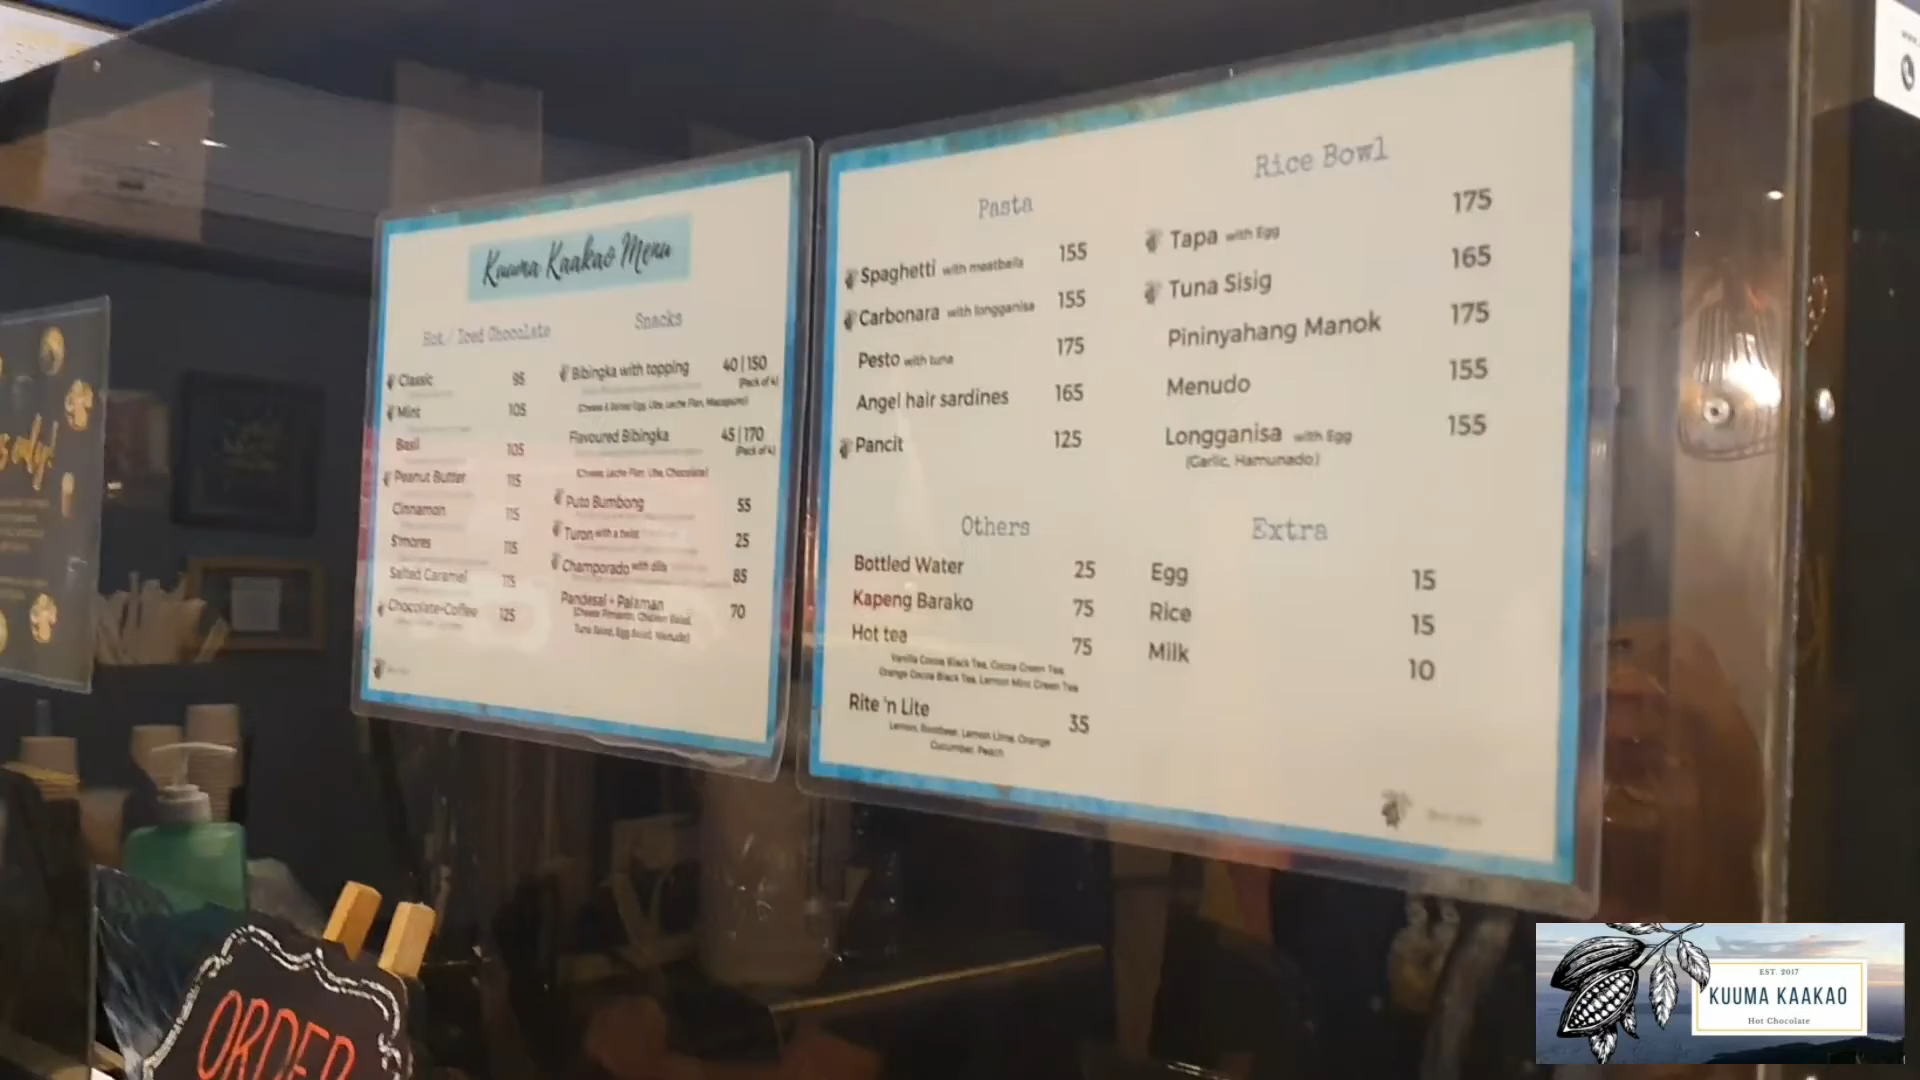 Kuuma Kaakao Menu
Hot / Iced Chocolate
Classic 95
Mint 105
Basil 105
Peanut Butter 115
Cinnamon 115
S'mores 115
Salted Caramel 115
Chocolate-Coffee 125
Snacks
Bibingka with topping 40 | 150
(Pack of 4)
(Cheese & Salted Egg, Ube, Leche Flan, Macapuno)
Flavoured Bibingka 45 | 170
(Pack of 4)
(Cheese, Leche Flan, Ube, Chocolate)
Puto Bumbong 55
Turon with a twist 25
Champorado with dilis 85
Pandesal + Palaman 70
(Cheese Pimiento, Chicken Salad,
Tuna Salad, Egg Salad, Menudo)
Pasta
Spaghetti with meatballs 155
Carbonara with longganisa 155
Pesto with tuna 175
Angel hair sardines 165
Pancit 125
Rice Bowl
Tapa with Egg 175
Tuna Sisig 165
Pininyahang Manok 175
Menudo 155
Longganisa with Egg 155
(Garlic, Hamunado)
Others
Bottled Water 25
Kapeng Barako 75
Hot tea 75
Vanilla Cocoa Black Tea, Cocoa Green Tea
Orange Cocoa Black Tea, Lemon Mint Green Tea
Rite 'n Lite 35
Lemon, Rootbeer, Lemon Lime, Orange
Cucumber, Peach
Extra
Egg 15
Rice 15
Milk 10
only!
ORDER
EST. 2017
KUUMA KAAKAO
Hot Chocolate